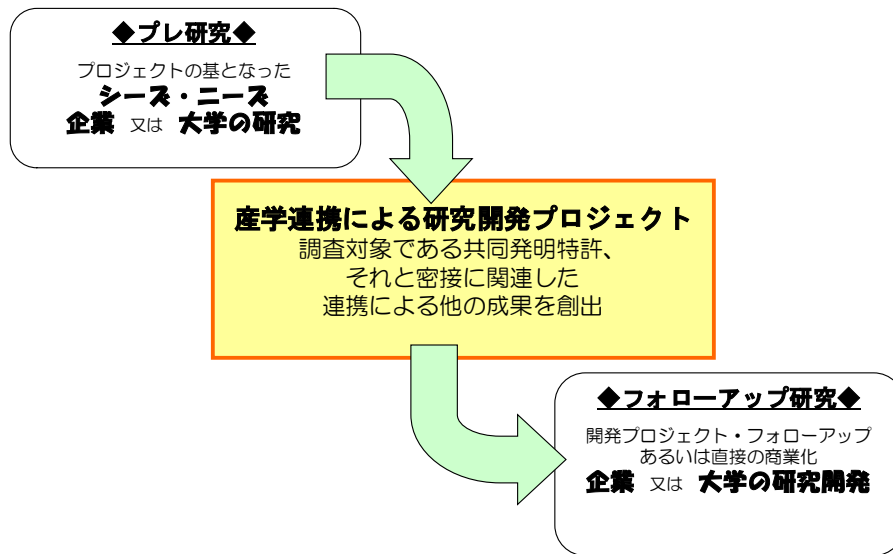 ◆プレ研究◆
プロジェクトの基となった
シーズ・ニーズ
企業 又は 大学の研究
産学連携による研究開発プロジェクト
調査対象である共同発明特許、
それと密接に関連した
連携による他の成果を創出
◆フォローアップ研究◆
開発プロジェクト・フォローアップ
あるいは直接の商業化
企業 又は 大学の研究開発